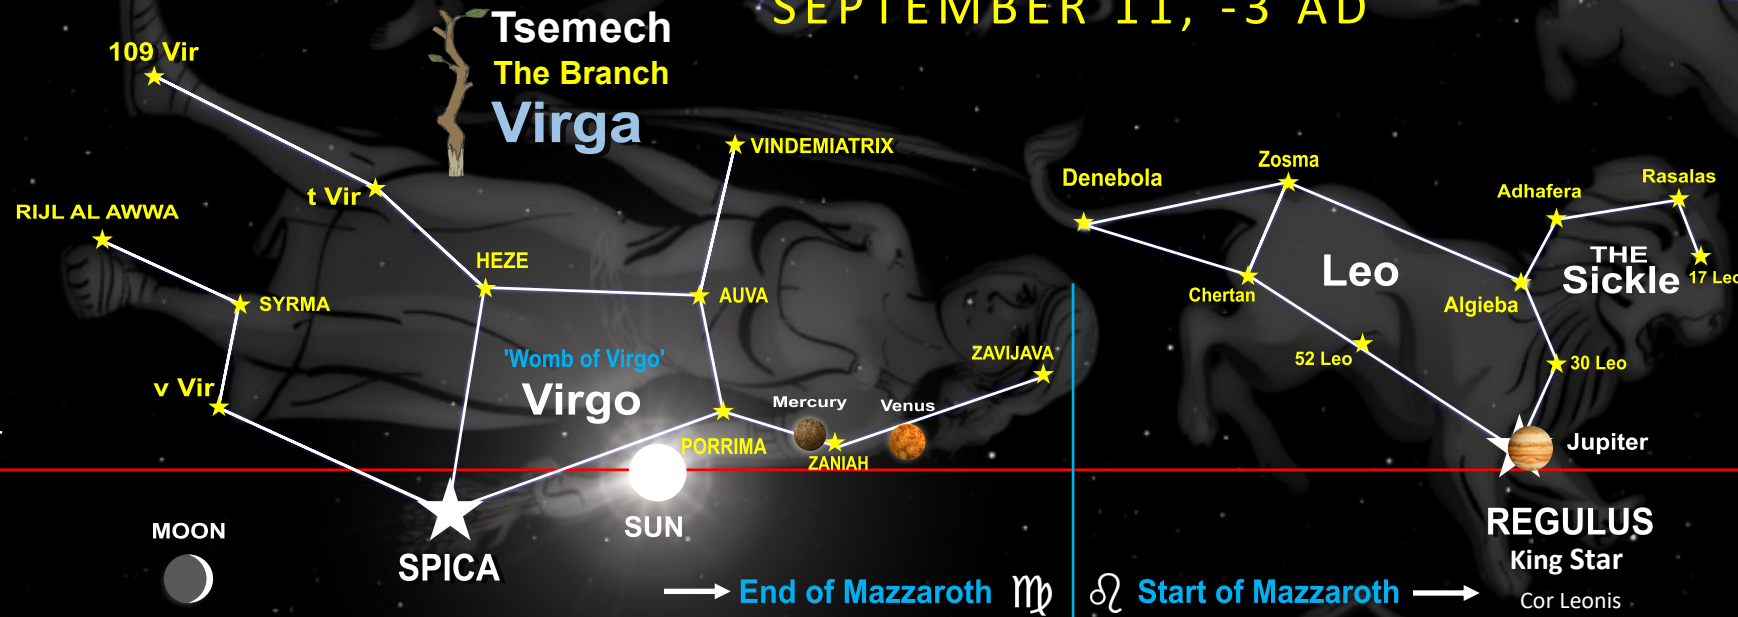 SEPTEMBER 11, -3 AD
Tsemech
The Branch
Virga
109 Vir
t Vir
RIJL AL AWWA
SYRMA
v Vir
HEZE
VINDEMIATRIX
AUVA
'Womb of Virgo'
Virgo
PORRIMA
Mercury
ZANIAH
Venus
ZAVIJAVA
SUN
MOON
SPICA
End of Mazzaroth ♍
♌ Start of Mazzaroth
Denebola
Zosma
Chertan
Leo
52 Leo
Algieba
Adhafera
Rasalas
THE
Sickle
17 Leo
30 Leo
Jupiter
REGULUS
King Star
Cor Leonis